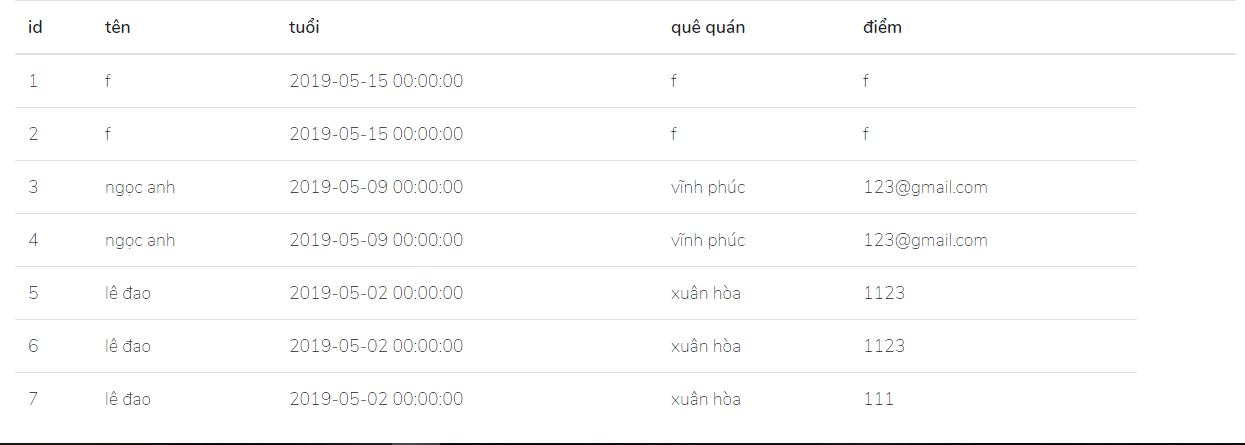 id tên tuổi quê quán điểm
1 f 2019-05-15 00:00:00 f f
2 f 2019-05-15 00:00:00 f f
3 ngọc anh 2019-05-09 00:00:00 vĩnh phúc 123@gmail.com
4 ngọc anh 2019-05-09 00:00:00 vĩnh phúc 123@gmail.com
5 lê đao 2019-05-02 00:00:00 xuân hòa 1123
6 lê đao 2019-05-02 00:00:00 xuân hòa 1123
7 lê đao 2019-05-02 00:00:00 xuân hòa 111